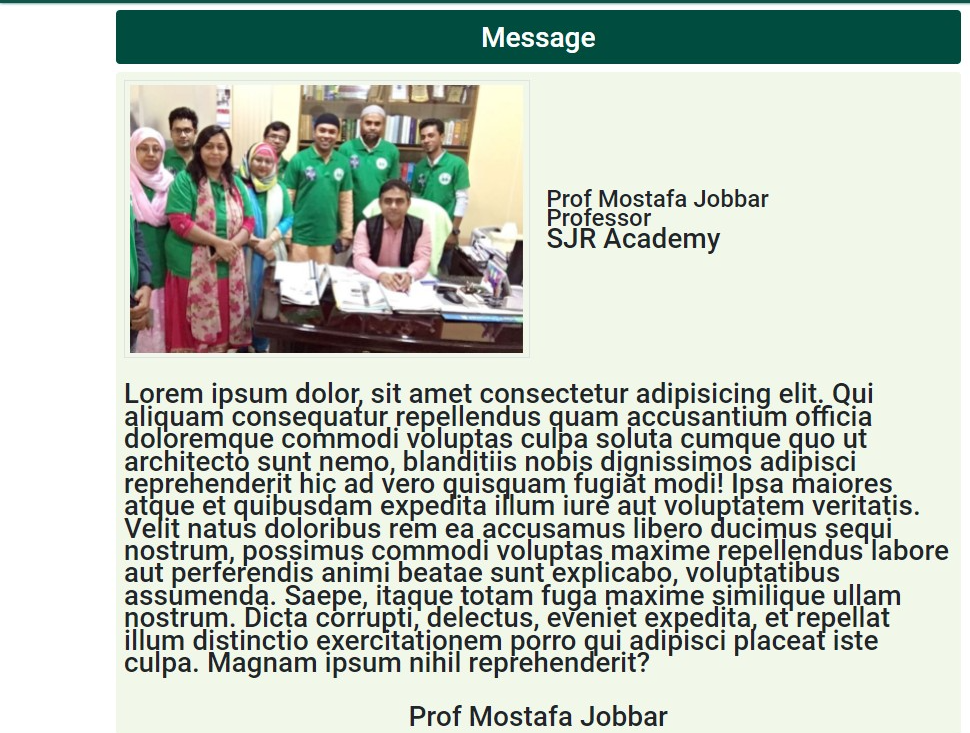 Message
Prof Mostafa Jobbar
Professor
SJR Academy
Lorem ipsum dolor, sit amet consectetur adipisicing elit. Qui
aliquam consequatur repellendus quam accusantium officia
doloremque commodi voluptas culpa soluta cumque quo ut
architecto sunt nemo, blanditiis nobis dignissimos adipisci
reprehenderit hic ad vero quisquam fugiat modi! Ipsa maiores
atque et quibusdam expedita illum iure aut voluptatem veritatis.
Velit natus doloribus rem ea accusamus libero ducimus sequi
nostrum, possimus commodi voluptas maxime repellendus labore
aut perferendis animi beatae sunt explicabo, voluptatibus
assumenda. Saepe, itaque totam fuga maxime similique ullam
nostrum. Dicta corrupti, delectus, eveniet expedita, et repellat
illum distinctio exercitationem porro qui adipisci placeat iste
culpa. Magnam ipsum nihil reprehenderit?
Prof Mostafa Jobbar